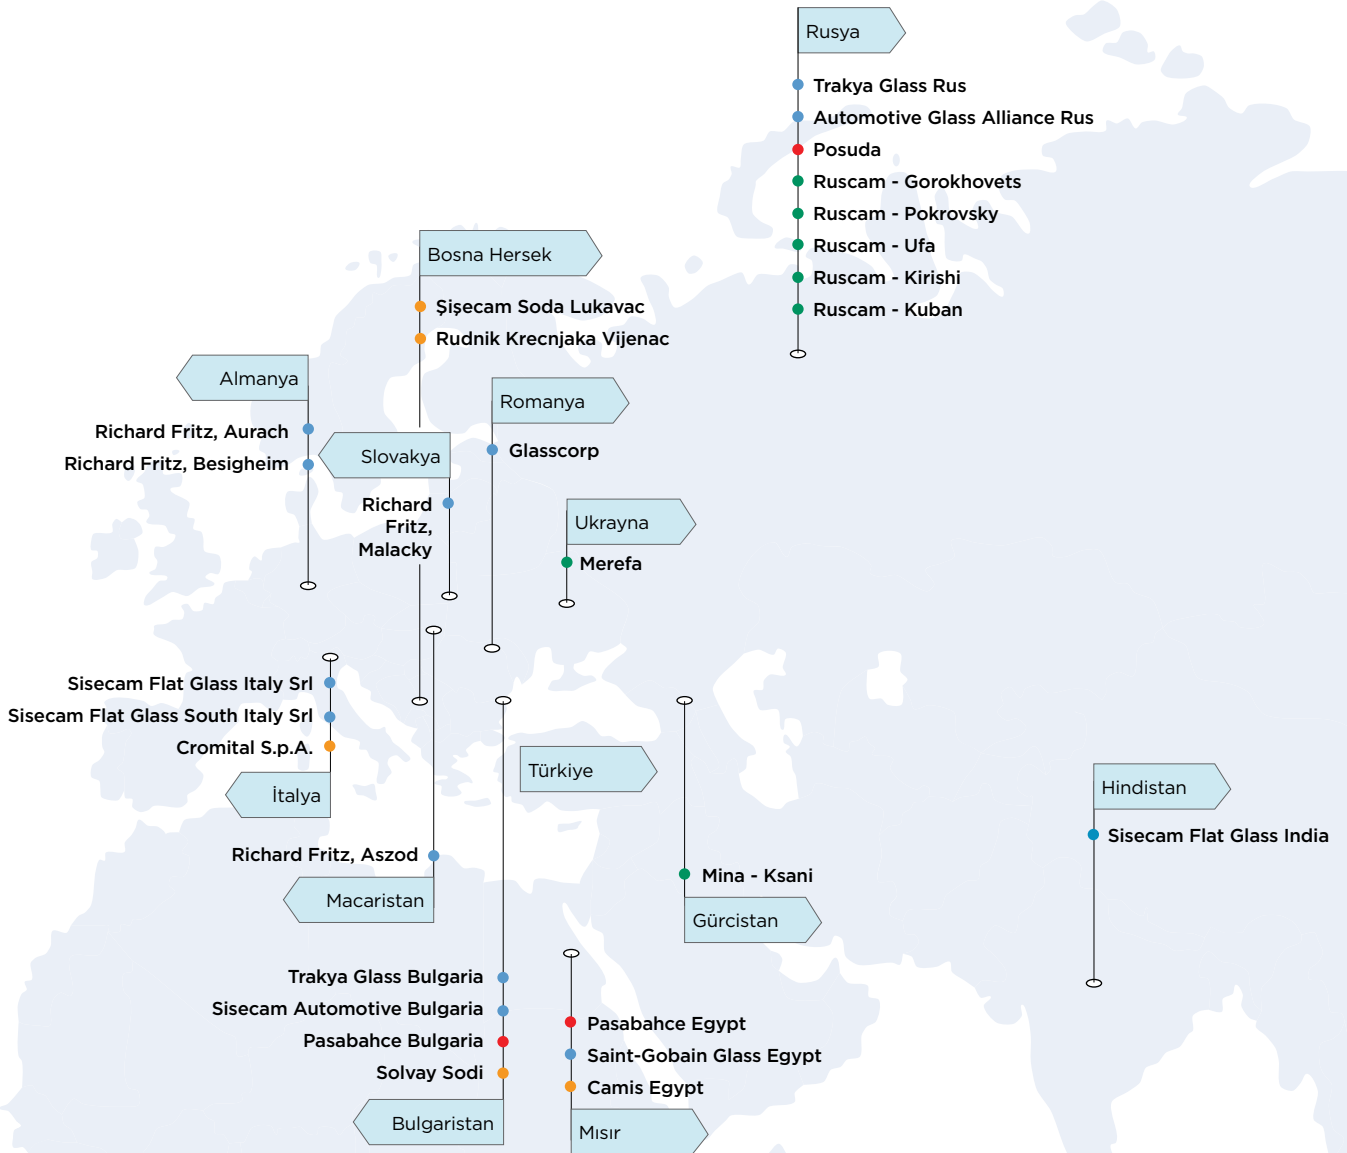 Rusya
Trakya Glass Rus
Automotive Glass Alliance Rus
Posuda
Ruscam - Gorokhovets
Ruscam - Pokrovsky
Ruscam - Ufa
Ruscam - Kirishi
Ruscam - Kuban
Bosna Hersek
Şişecam Soda Lukavac
Rudnik Krecnjaka Vijenac
Almanya
Richard Fritz, Aurach
Richard Fritz, Besigheim
Romanya
Glasscorp
Slovakya
Richard
Fritz,
Malacky
Ukrayna
Merefa
Sisecam Flat Glass Italy Srl
Sisecam Flat Glass South Italy Srl
Cromital S.p.A.
İtalya
Türkiye
Hindistan
Sisecam Flat Glass India
Richard Fritz, Aszod
Macaristan
Mina - Ksani
Gürcistan
Trakya Glass Bulgaria
Sisecam Automotive Bulgaria
Pasabahce Bulgaria
Solvay Sodi
Bulgaristan
Pasabahce Egypt
Saint-Gobain Glass Egypt
Camis Egypt
Mısır